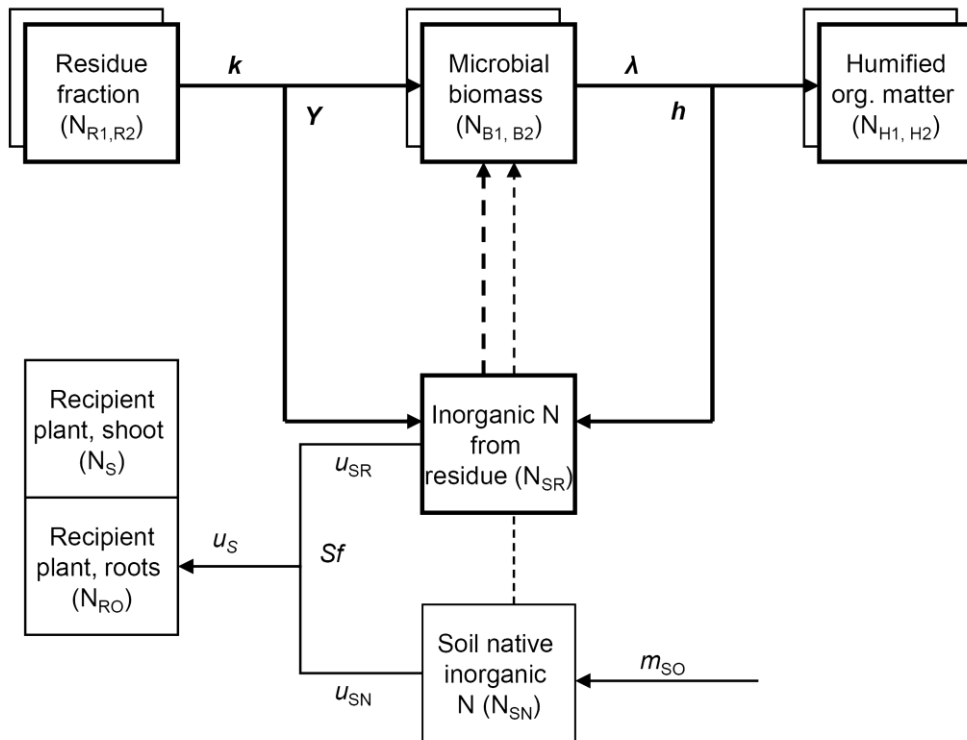 Residue
fraction
(N_R1,R2)
k
Y
Microbial
biomass
(N_B1, B2)
λ
h
Humified
org. matter
(N_H1, H2)
Recipient
plant, shoot
(N_S)
Recipient
plant, roots
(N_RO)
u_S
u_SR
Sf
u_SN
Inorganic N
from
residue (N_SR)
Soil native
inorganic
N (N_SN)
m_SO